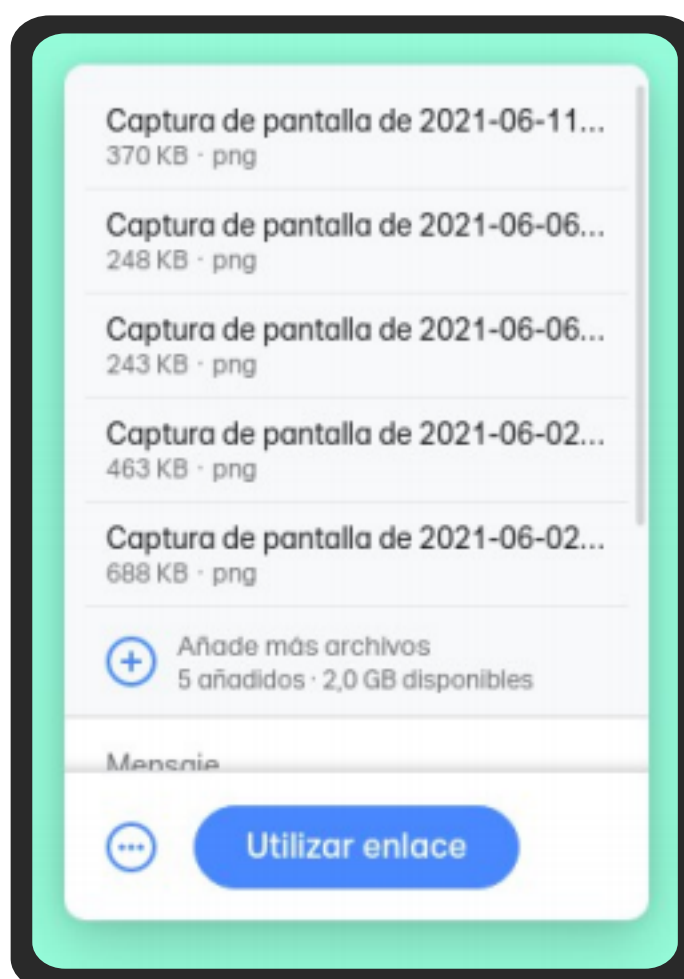 Captura de pantalla de 2021-06-11...
370 KB · png
Captura de pantalla de 2021-06-06...
248 KB · png
Captura de pantalla de 2021-06-06...
243 KB · png
Captura de pantalla de 2021-06-02...
463 KB · png
Captura de pantalla de 2021-06-02...
688 KB · png
Añade más archivos
5 añadidos · 2,0 GB disponibles
Mensaje
Utilizar enlace